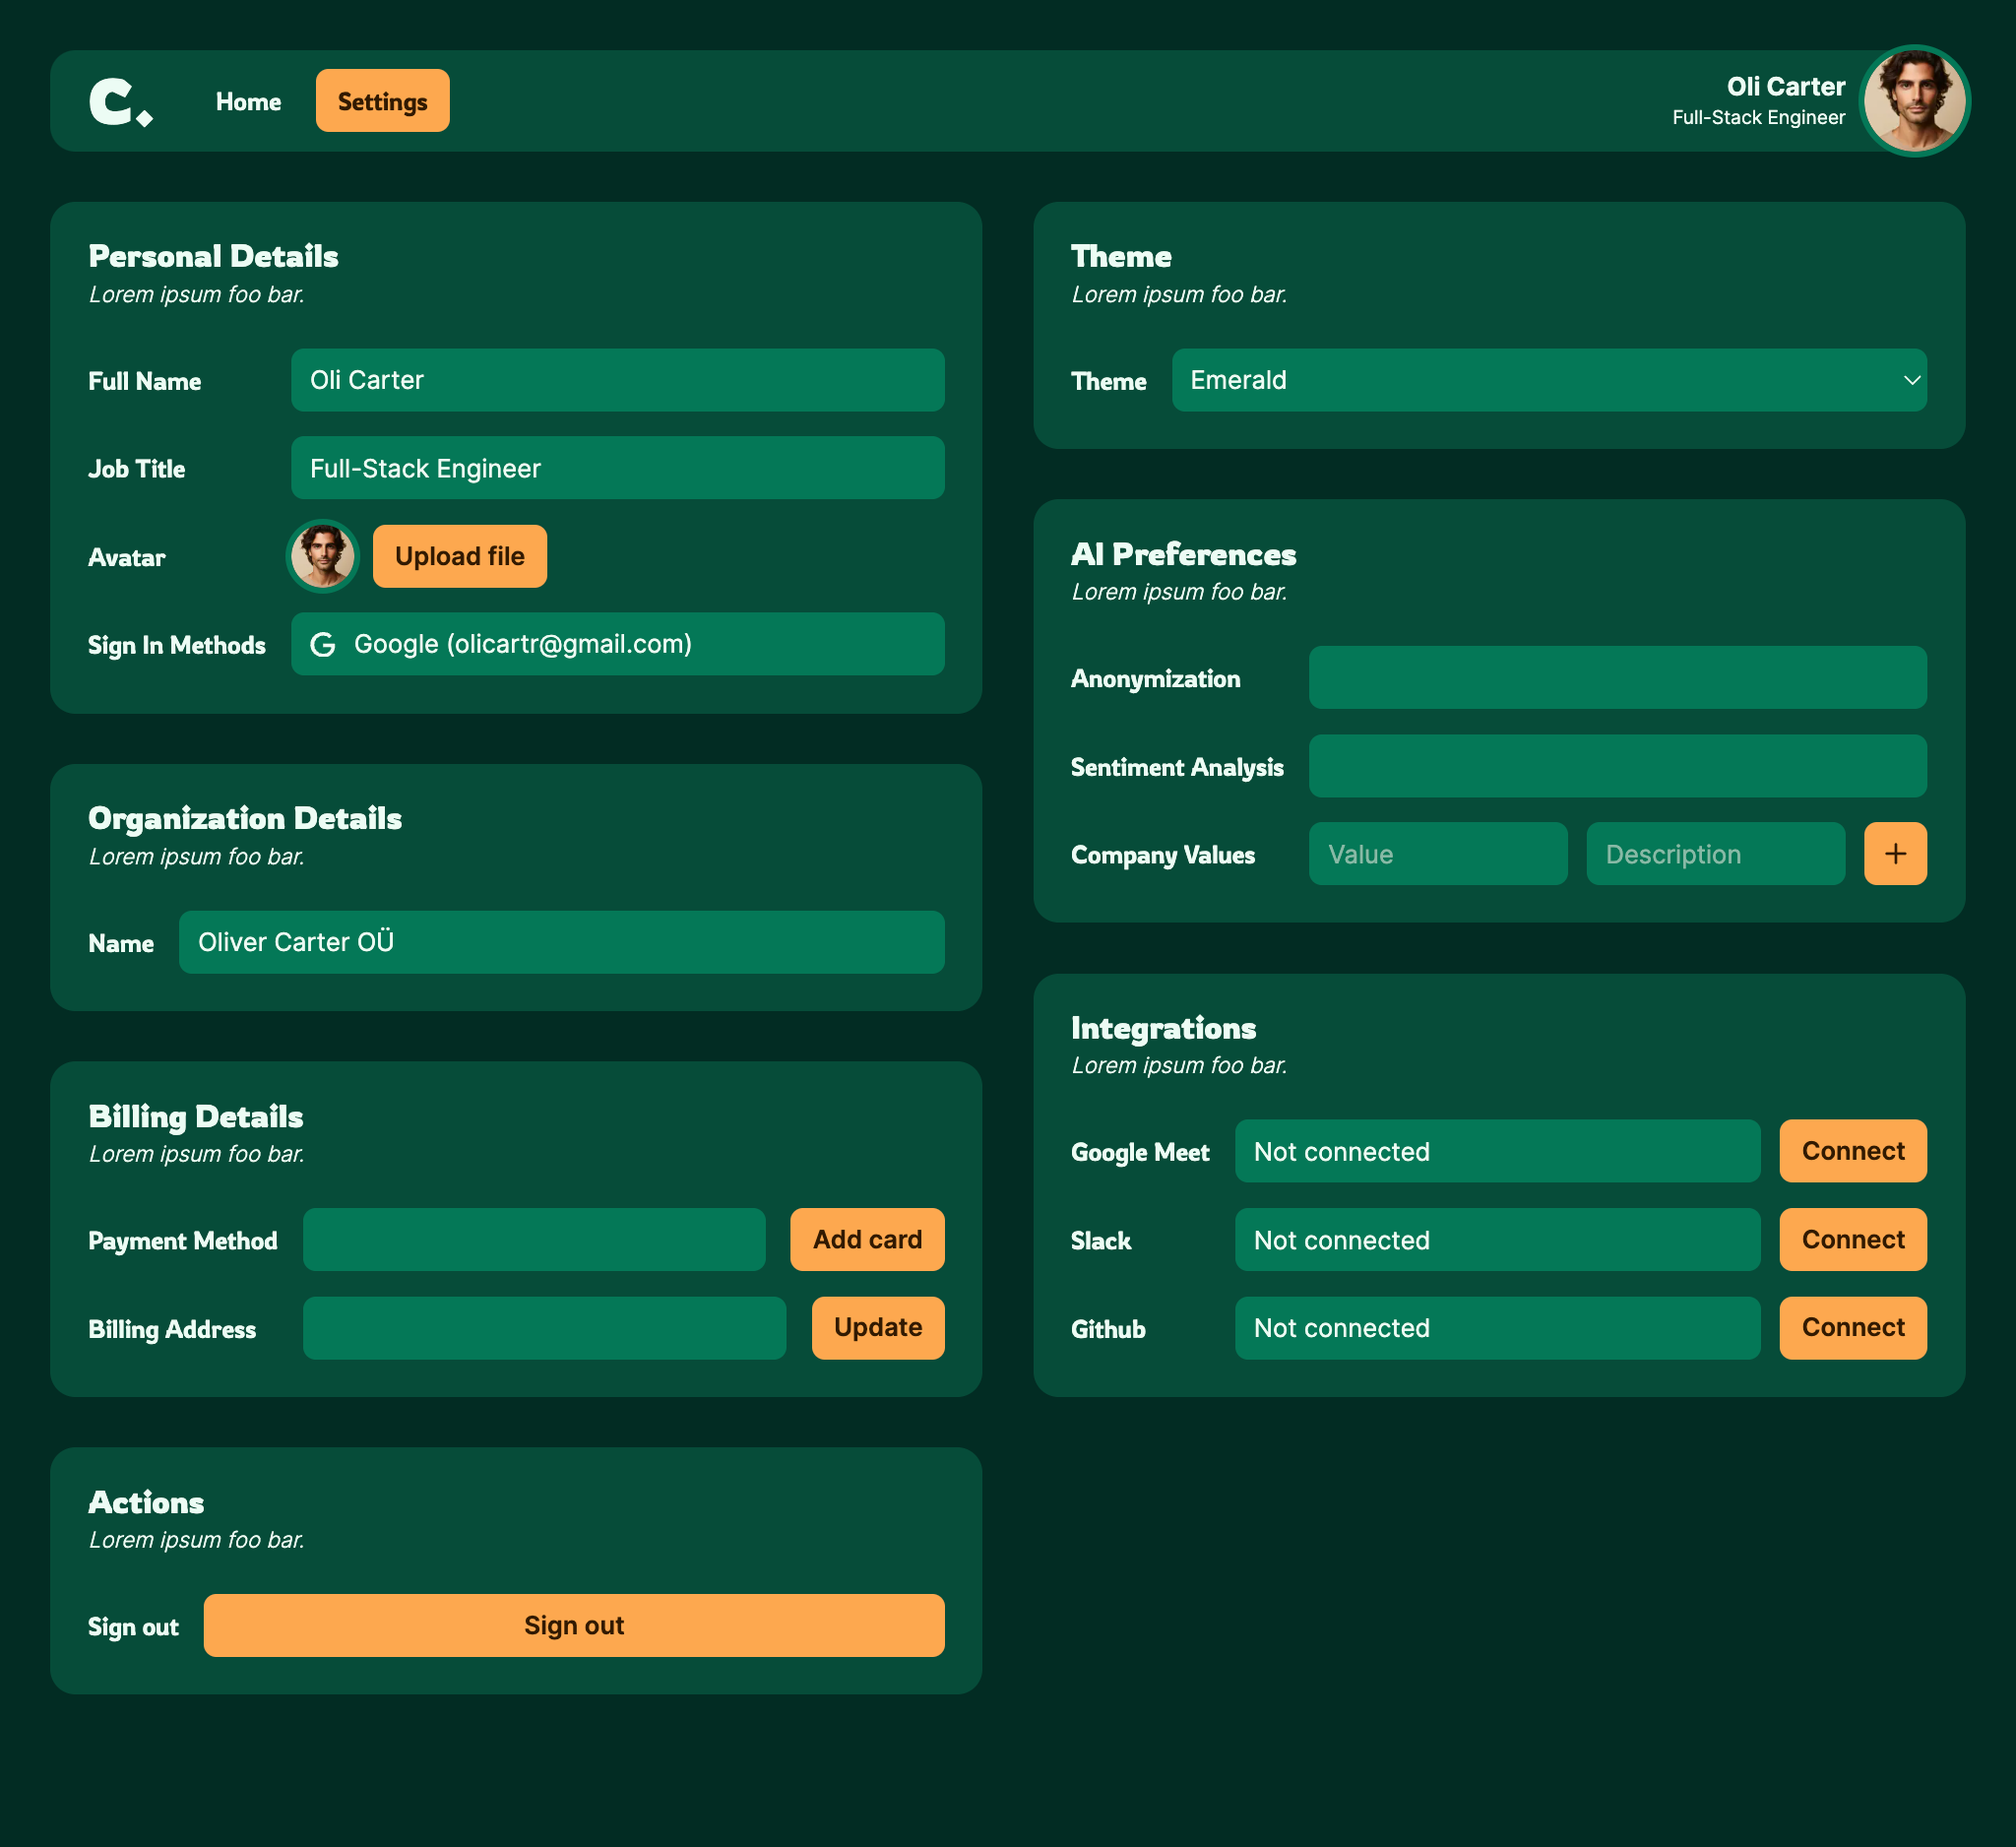 C.
Home
Settings
Oli Carter
Full-Stack Engineer
Personal Details
Lorem ipsum foo bar.
Full Name
Oli Carter
Job Title
Full-Stack Engineer
Avatar
Upload file
Sign In Methods
G Google (olicartr@gmail.com)
Organization Details
Lorem ipsum foo bar.
Name
Oliver Carter OÜ
Billing Details
Lorem ipsum foo bar.
Payment Method
Add card
Billing Address
Update
Actions
Lorem ipsum foo bar.
Sign out
Sign out
Theme
Lorem ipsum foo bar.
Theme
Emerald
AI Preferences
Lorem ipsum foo bar.
Anonymization
Sentiment Analysis
Company Values
Value
Description
+
Integrations
Lorem ipsum foo bar.
Google Meet
Not connected
Connect
Slack
Not connected
Connect
Github
Not connected
Connect